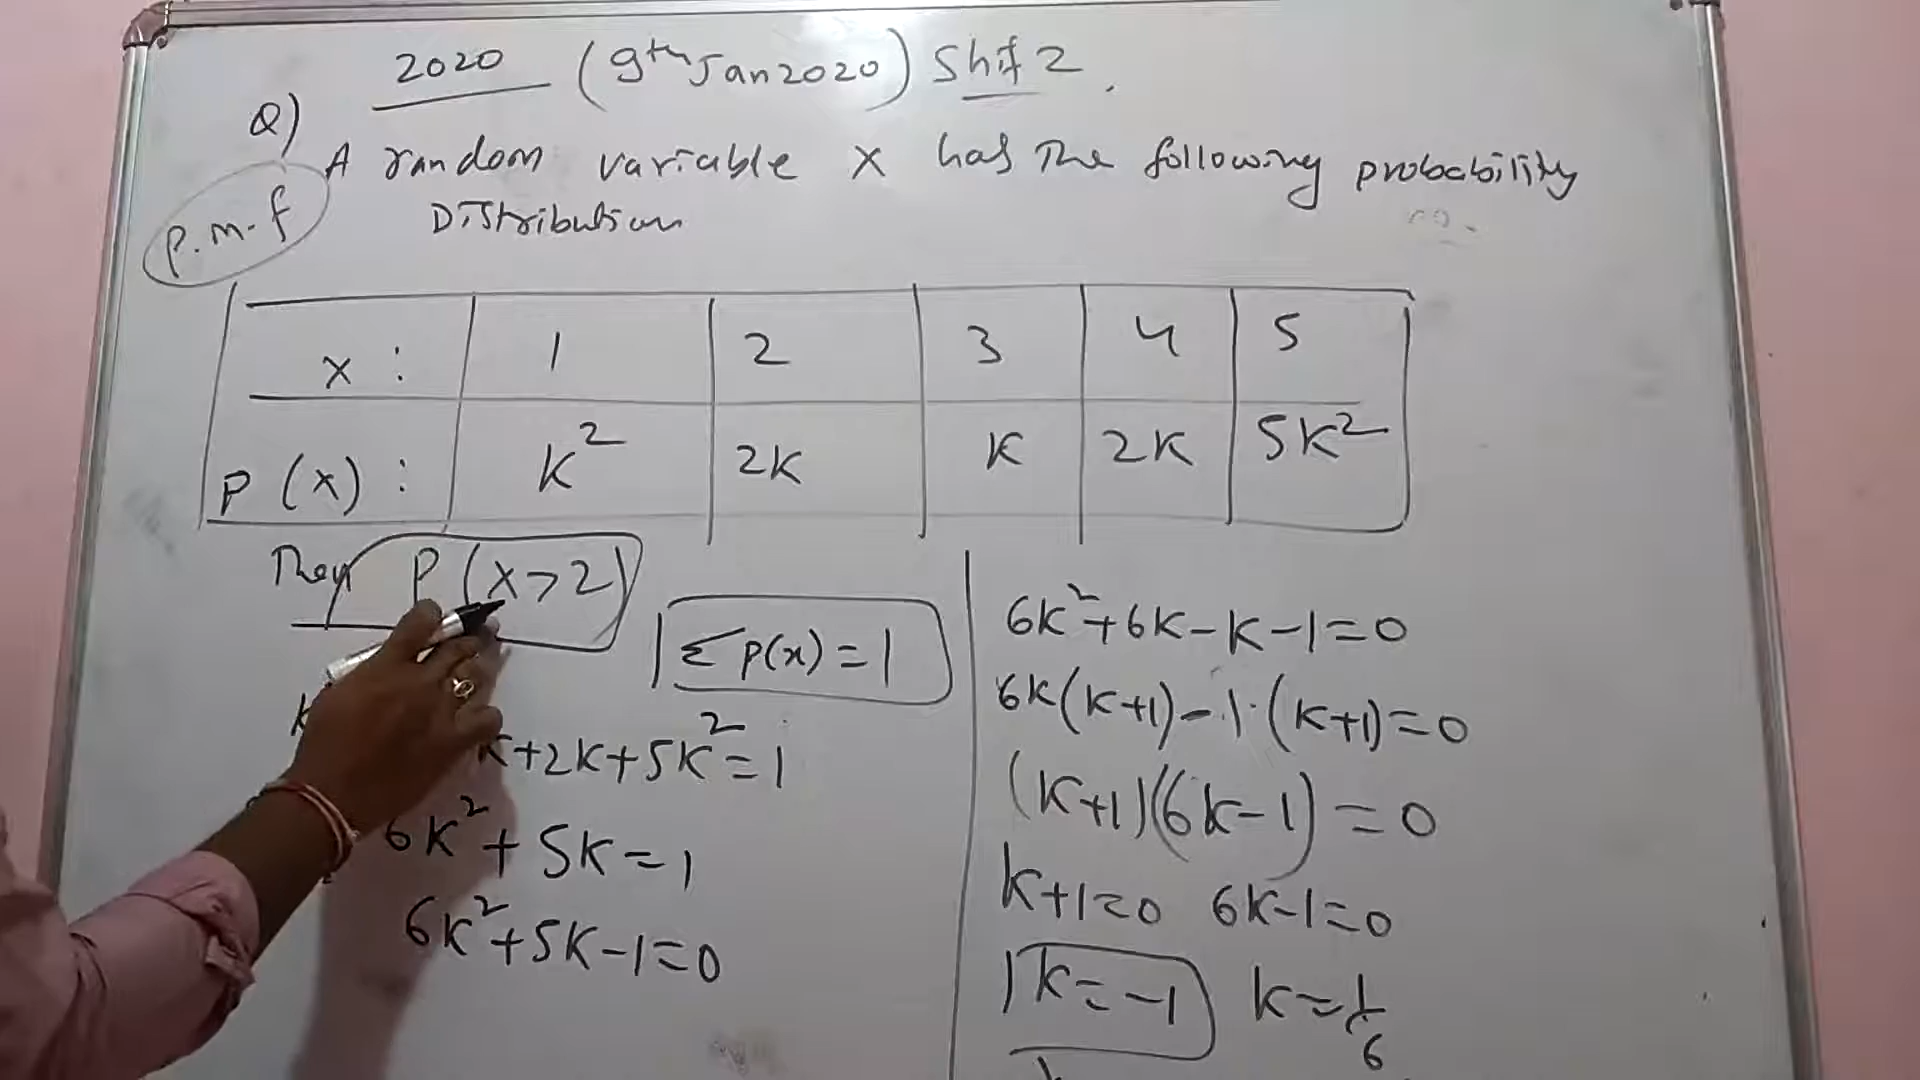 2020 (9th Jan 2020) Shift 2.
Q)
A random variable X has The following probability
P.m.f
Distribution
x : 1 2 3 4 5
P (x) : K² 2K K 2K 5K²
Then P (x>2)
Σ p(x) = 1
K+2K+5K²=1
6K²+5K=1
6K²+5K-1=0
6K²+6K-K-1=0
6K(K+1)-1.(K+1)=0
(K+1)(6K-1)=0
K+1=0 6K-1=0
K=-1 K=1/6